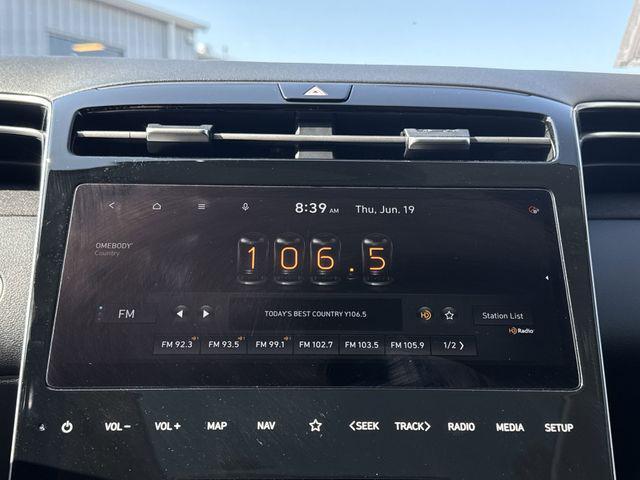 8:39 AM Thu, Jun. 19
OMEBODY"
Country
106.5
FM TODAY'S BEST COUNTRY Y106.5 HD Station List
HD Radio
FM 92.3 FM 93.5 FM 99.1 FM 102.7 FM 103.5 FM 105.9 1/2 >
VOL− VOL+ MAP NAV <SEEK TRACK> RADIO MEDIA SETUP